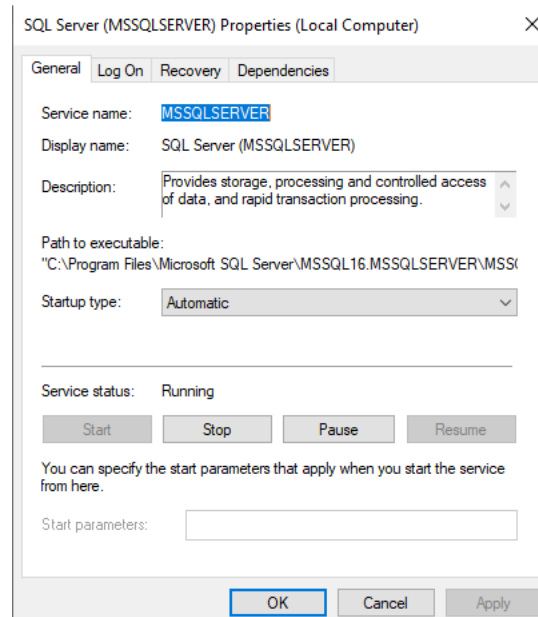 SQL Server (MSSQLSERVER) Properties (Local Computer)
General Log On Recovery Dependencies
Service name: MSSQLSERVER
Display name: SQL Server (MSSQLSERVER)
Description: Provides storage, processing and controlled access
of data, and rapid transaction processing.
Path to executable:
"C:\Program Files\Microsoft SQL Server\MSSQL16.MSSQLSERVER\MSS
Startup type: Automatic
Service status: Running
Start Stop Pause Resume
You can specify the start parameters that apply when you start the service
from here.
Start parameters:
OK Cancel Apply